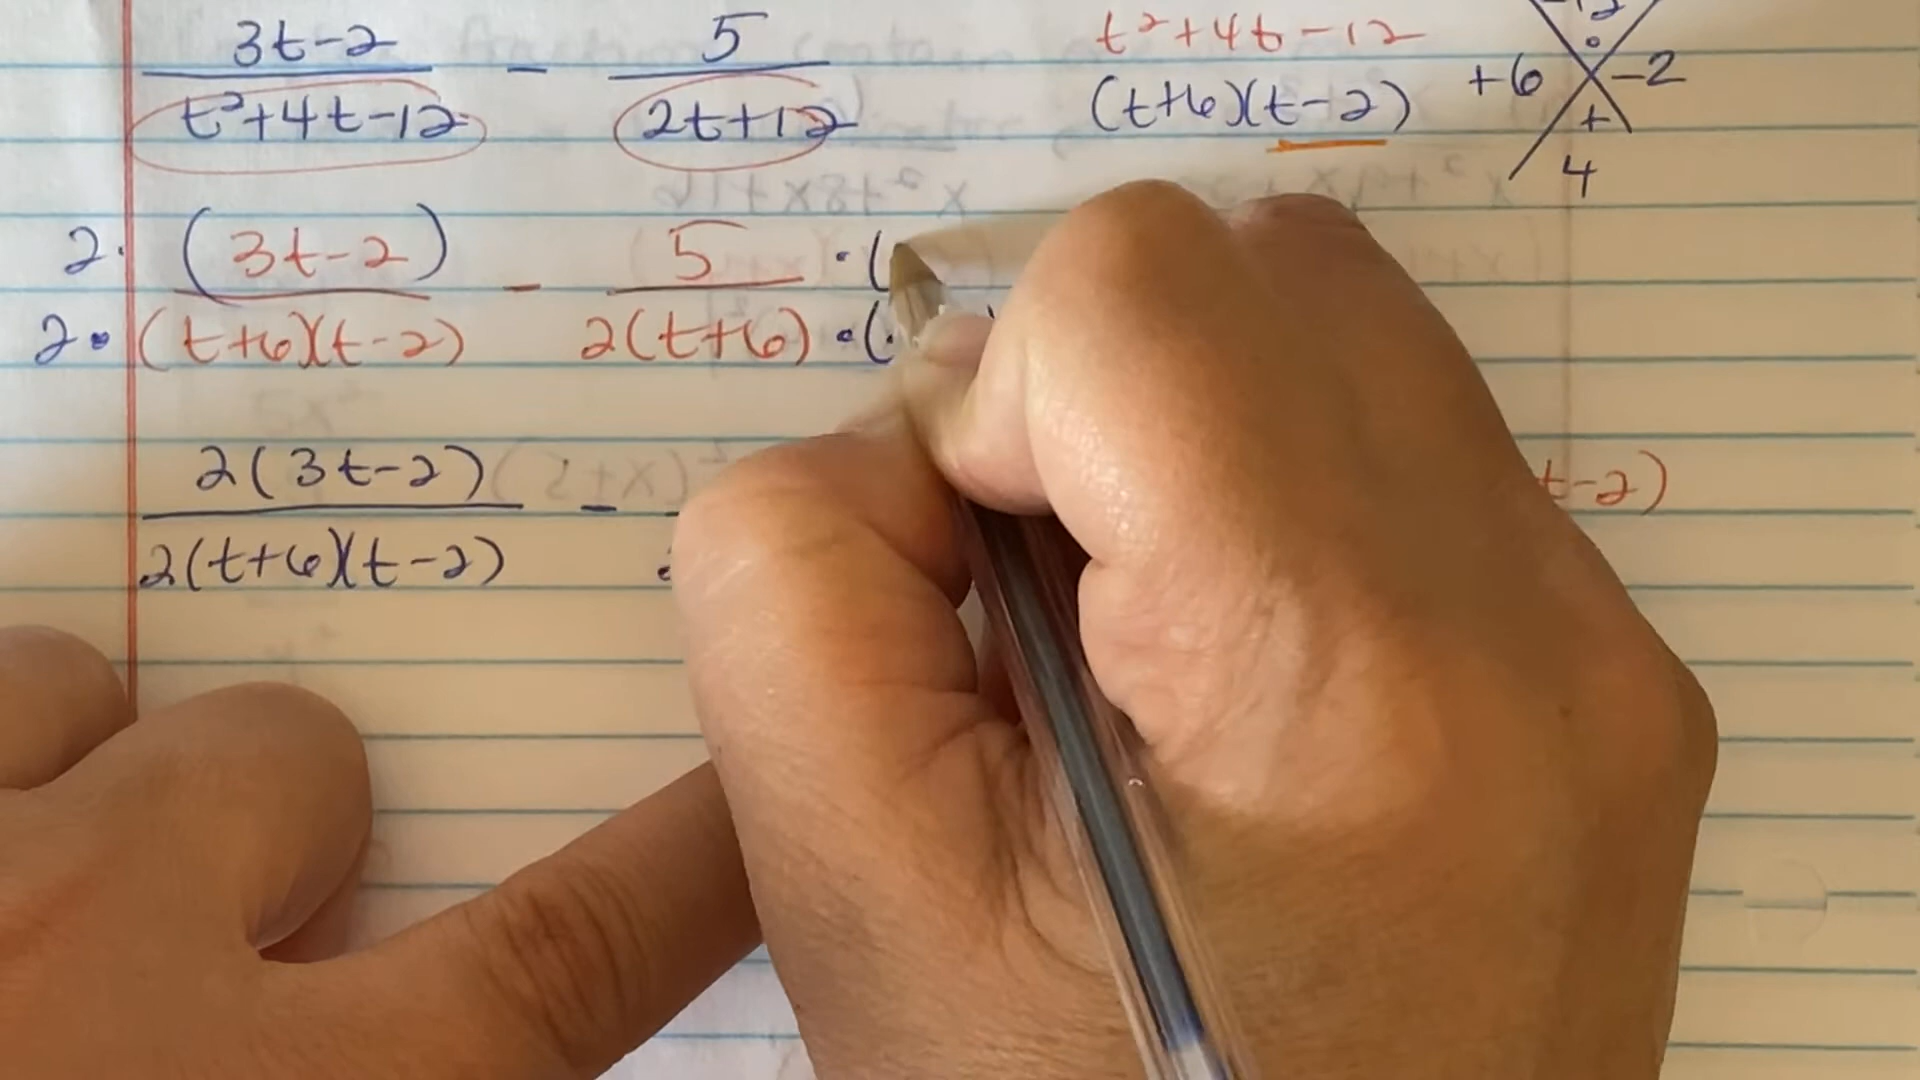 3t-2 - 5 t²+4t-12 -12
t²+4t-12 2t+12 (t+6)(t-2) +6 -2
+
4
2· (3t-2) - 5 ·(
2· (t+6)(t-2) 2(t+6) ·(
2(3t-2) - t-2)
2(t+6)(t-2)